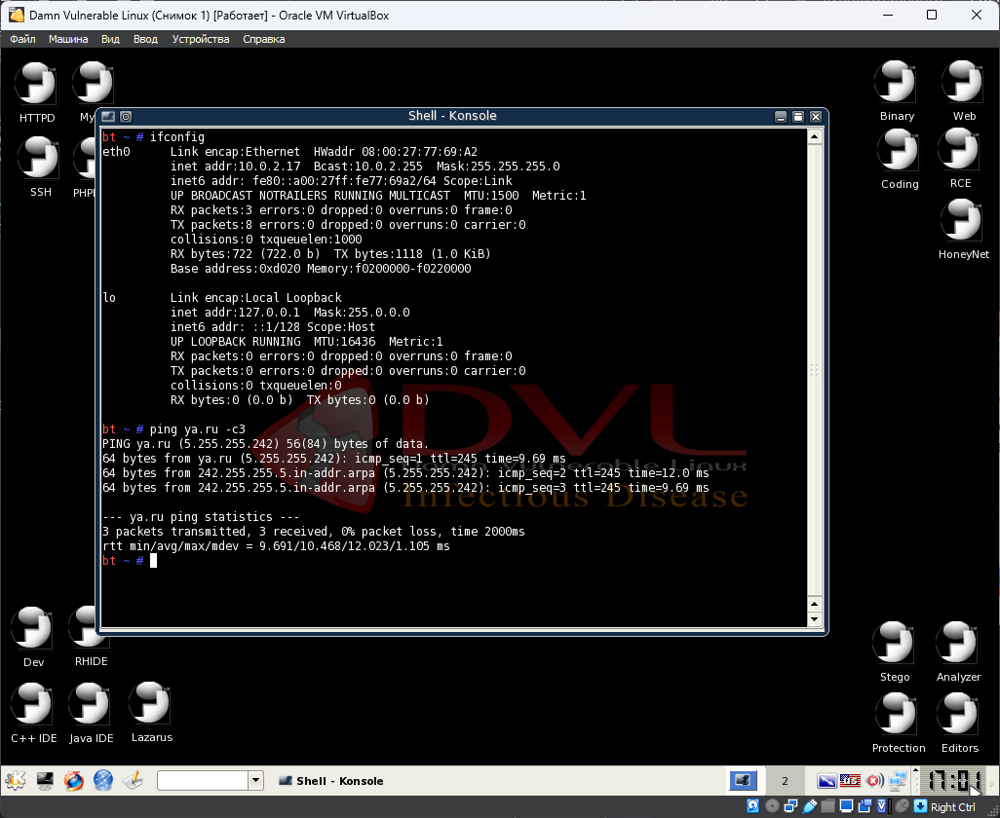 Damn Vulnerable Linux (Снимок 1) [Работает] - Oracle VM VirtualBox
Файл Машина Вид Ввод Устройства Справка
HTTPD
My
SSH
PHP
Binary
Web
Coding
RCE
HoneyNet
Shell - Konsole
bt ~ # ifconfig
eth0 Link encap:Ethernet HWaddr 08:00:27:77:69:A2
inet addr:10.0.2.17 Bcast:10.0.2.255 Mask:255.255.255.0
inet6 addr: fe80::a00:27ff:fe77:69a2/64 Scope:Link
UP BROADCAST NOTRAILERS RUNNING MULTICAST MTU:1500 Metric:1
RX packets:3 errors:0 dropped:0 overruns:0 frame:0
TX packets:8 errors:0 dropped:0 overruns:0 carrier:0
collisions:0 txqueuelen:1000
RX bytes:722 (722.0 b) TX bytes:1118 (1.0 KiB)
Base address:0xd020 Memory:f0200000-f0220000
lo Link encap:Local Loopback
inet addr:127.0.0.1 Mask:255.0.0.0
inet6 addr: ::1/128 Scope:Host
UP LOOPBACK RUNNING MTU:16436 Metric:1
RX packets:0 errors:0 dropped:0 overruns:0 frame:0
TX packets:0 errors:0 dropped:0 overruns:0 carrier:0
collisions:0 txqueuelen:0
RX bytes:0 (0.0 b) TX bytes:0 (0.0 b)
bt ~ # ping ya.ru -c3
PING ya.ru (5.255.255.242) 56(84) bytes of data.
64 bytes from ya.ru (5.255.255.242): icmp_seq=1 ttl=245 time=9.69 ms
64 bytes from 242.255.255.5.in-addr.arpa (5.255.255.242): icmp_seq=2 ttl=245 time=12.0 ms
64 bytes from 242.255.255.5.in-addr.arpa (5.255.255.242): icmp_seq=3 ttl=245 time=9.69 ms
--- ya.ru ping statistics ---
3 packets transmitted, 3 received, 0% packet loss, time 2000ms
rtt min/avg/max/mdev = 9.691/10.468/12.023/1.105 ms
bt ~ #
DVL
Damn Vulnerable Linux
Infectious Disease
Dev
RHIDE
C++ IDE
Java IDE
Lazarus
Stego
Analyzer
Protection
Editors
Shell - Konsole
2
us
17:01
Right Ctrl